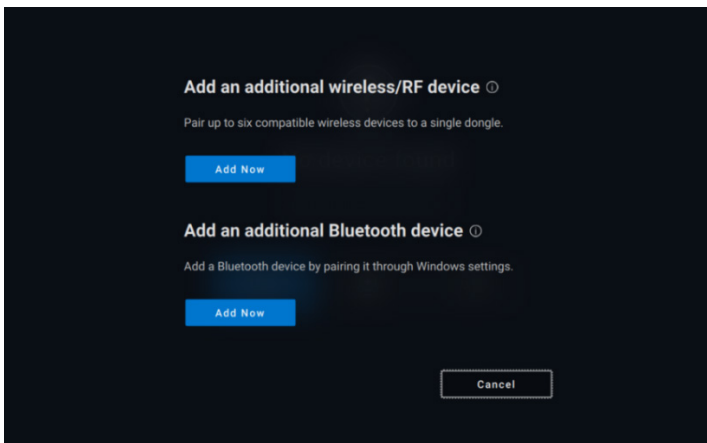 Add an additional wireless/RF device
Pair up to six compatible wireless devices to a single dongle.
Add Now
Add an additional Bluetooth device
Add a Bluetooth device by pairing it through Windows settings.
Add Now
Cancel